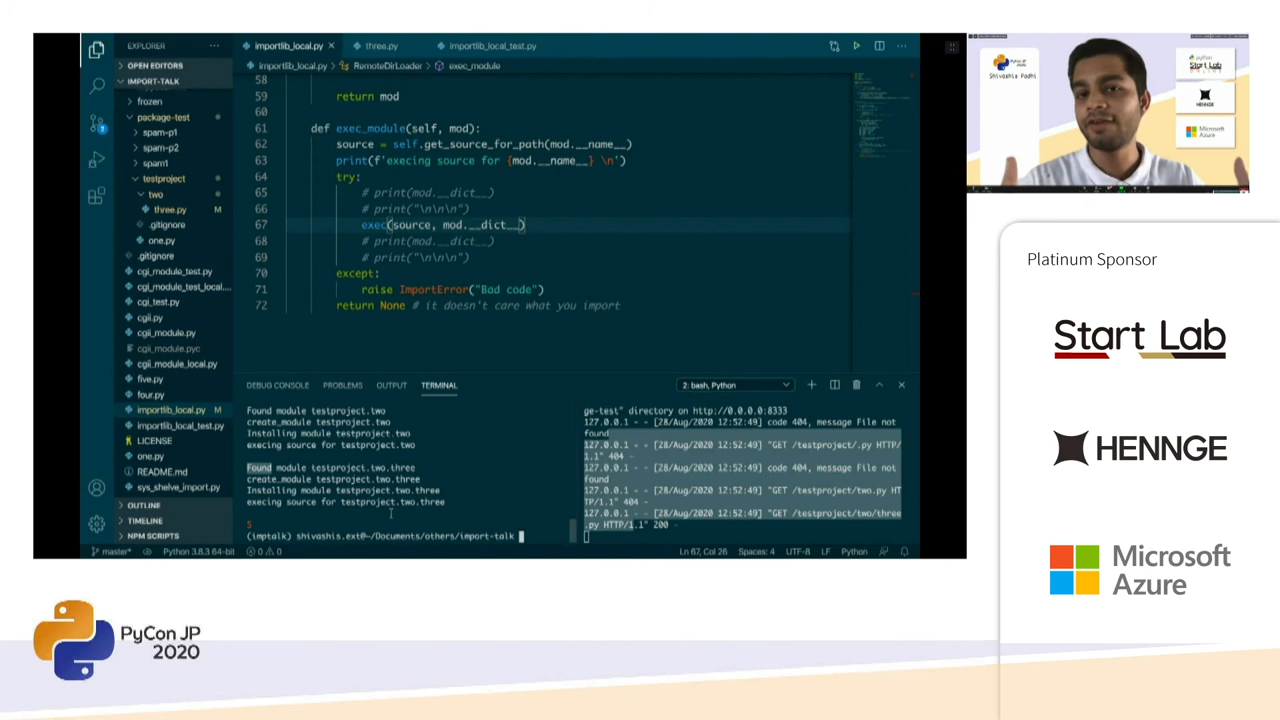 EXPLORER
OPEN EDITORS
IMPORT-TALK
frozen
package-test
spam-p1
spam-p2
spam1
testproject
two
three.py M
.gitignore
one.py
.gitignore
cgi_module_test.py
cgi_module_test_local....
cgi_test.py
cgii.py
cgii_module.py
cgii_module.pyc
cgii_module_local.py
five.py
four.py
importlib_local.py M
importlib_local_test.py
LICENSE
one.py
README.md
sys_shelve_import.py
OUTLINE
TIMELINE
NPM SCRIPTS
importlib_local.py
three.py
importlib_local_test.py
importlib_local.py > RemoteDirLoader > exec_module
58
59 return mod
60
61 def exec_module(self, mod):
62 source = self.get_source_for_path(mod.__name__)
63 print(f'execing source for {mod.__name__} \n')
64 try:
65 # print(mod.__dict__)
66 # print("\n\n\n")
67 exec(source, mod.__dict__)
68 # print(mod.__dict__)
69 # print("\n\n\n")
70 except:
71 raise ImportError("Bad code")
72 return None # it doesn't care what you import
DEBUG CONSOLE PROBLEMS OUTPUT TERMINAL
2: bash, Python
Found module testproject.two
create_module testproject.two
Installing module testproject.two
execing source for testproject.two
Found module testproject.two.three
create_module testproject.two.three
Installing module testproject.two.three
execing source for testproject.two.three
5
(imptalk) shivashis.ext@~/Documents/others/import-talk
ge-test" directory on http://0.0.0.0:8333
127.0.0.1 - - [28/Aug/2020 12:52:49] code 404, message File not
found
127.0.0.1 - - [28/Aug/2020 12:52:49] "GET /testproject/.py HTTP/
1.1" 404 -
127.0.0.1 - - [28/Aug/2020 12:52:49] code 404, message File not
found
127.0.0.1 - - [28/Aug/2020 12:52:49] "GET /testproject/two.py HT
TP/1.1" 404 -
127.0.0.1 - - [28/Aug/2020 12:52:49] "GET /testproject/two/three
.py HTTP/1.1" 200 -
master* Python 3.8.3 64-bit 0 0
Ln 67, Col 26 Spaces: 4 UTF-8 LF Python
Shivashis Padhi
python
Start Lab
HENNGE
Microsoft
Azure
Platinum Sponsor
Start Lab
HENNGE
Microsoft
Azure
PyCon JP
2020